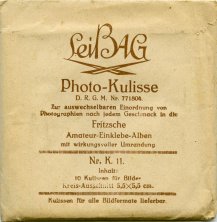 LeiBAG
Photo-Kulisse
D. R. G. M. Nr. 771804.
Zur auswechselbaren Einordnung von
Photographien nach jedem Geschmack in die
Fritzsche
Amateur-Einklebe-Alben
mit wirkungsvoller Umrandung
Nr. K. 11.
Inhalt:
10 Kulissen für Bilder
Kreis-Ausschnitt 5,5×5,5 cm.
Kulissen für alle Bildformate lieferbar.